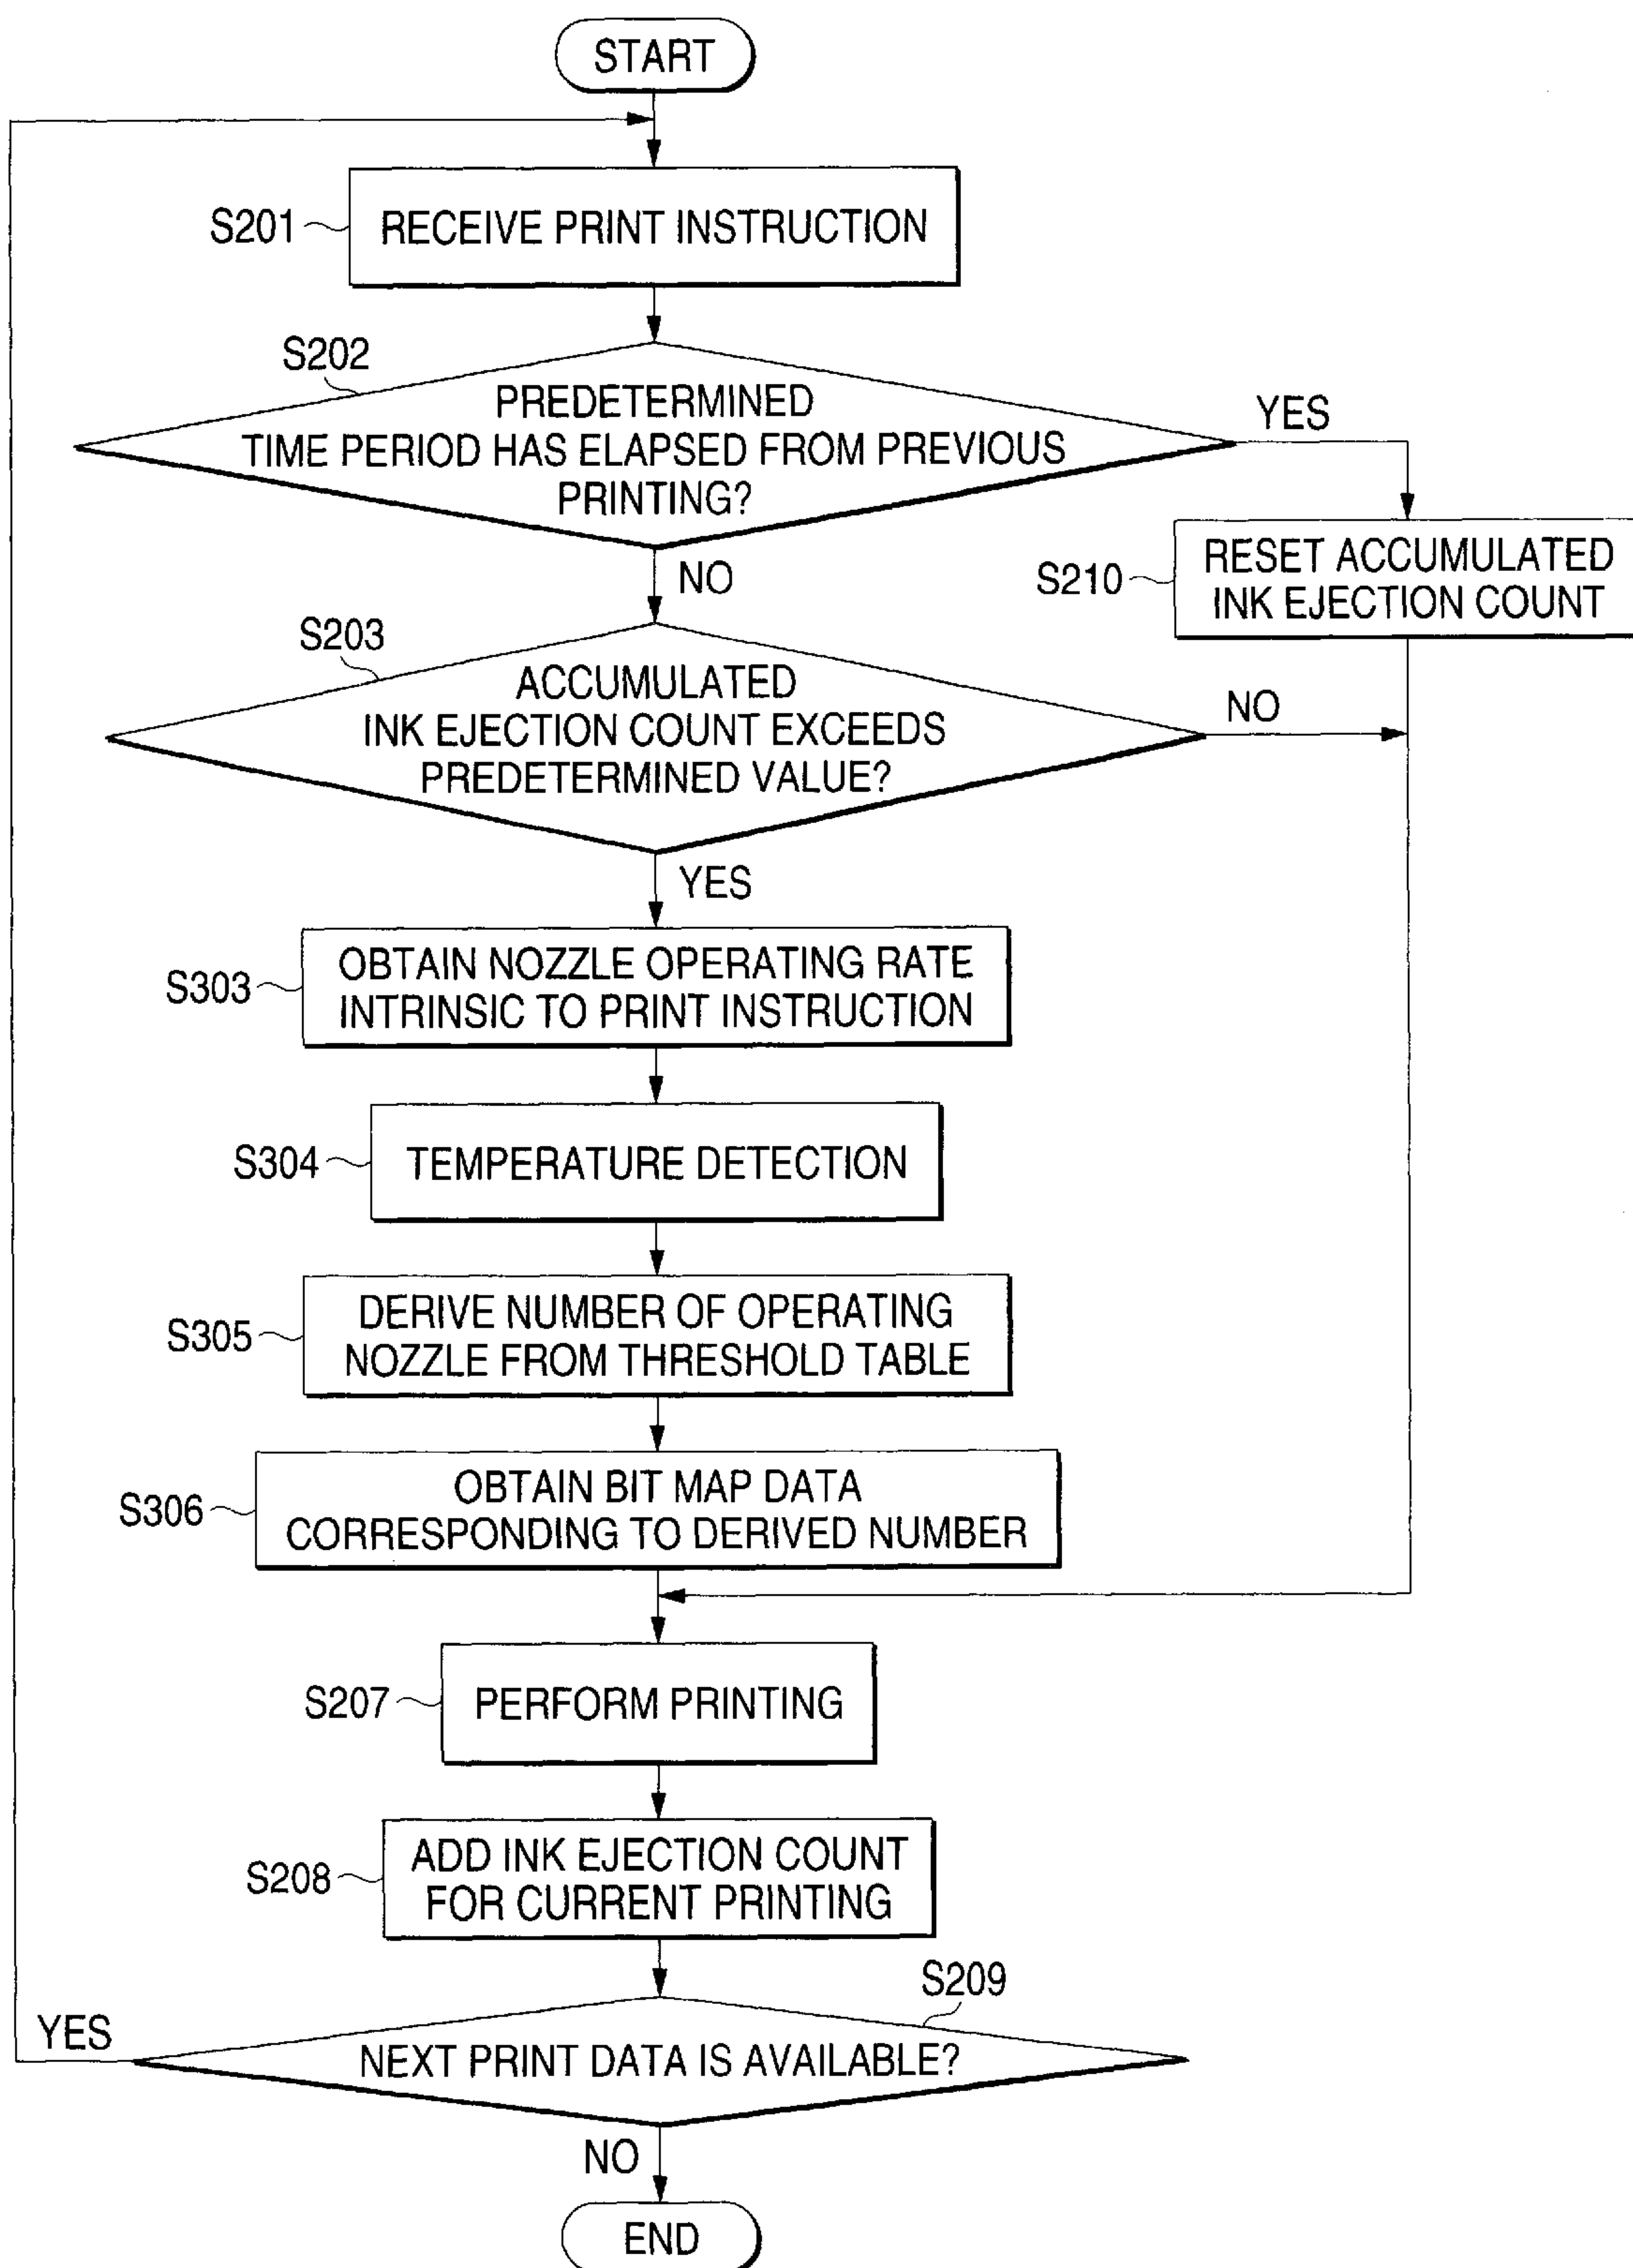 START
S201
RECEIVE PRINT INSTRUCTION
S202
PREDETERMINED
TIME PERIOD HAS ELAPSED FROM PREVIOUS
PRINTING?
YES
NO
S210
RESET ACCUMULATED
INK EJECTION COUNT
S203
ACCUMULATED
INK EJECTION COUNT EXCEEDS
PREDETERMINED VALUE?
NO
YES
S303
OBTAIN NOZZLE OPERATING RATE
INTRINSIC TO PRINT INSTRUCTION
S304
TEMPERATURE DETECTION
S305
DERIVE NUMBER OF OPERATING
NOZZLE FROM THRESHOLD TABLE
S306
OBTAIN BIT MAP DATA
CORRESPONDING TO DERIVED NUMBER
S207
PERFORM PRINTING
S208
ADD INK EJECTION COUNT
FOR CURRENT PRINTING
S209
YES
NEXT PRINT DATA IS AVAILABLE?
NO
END